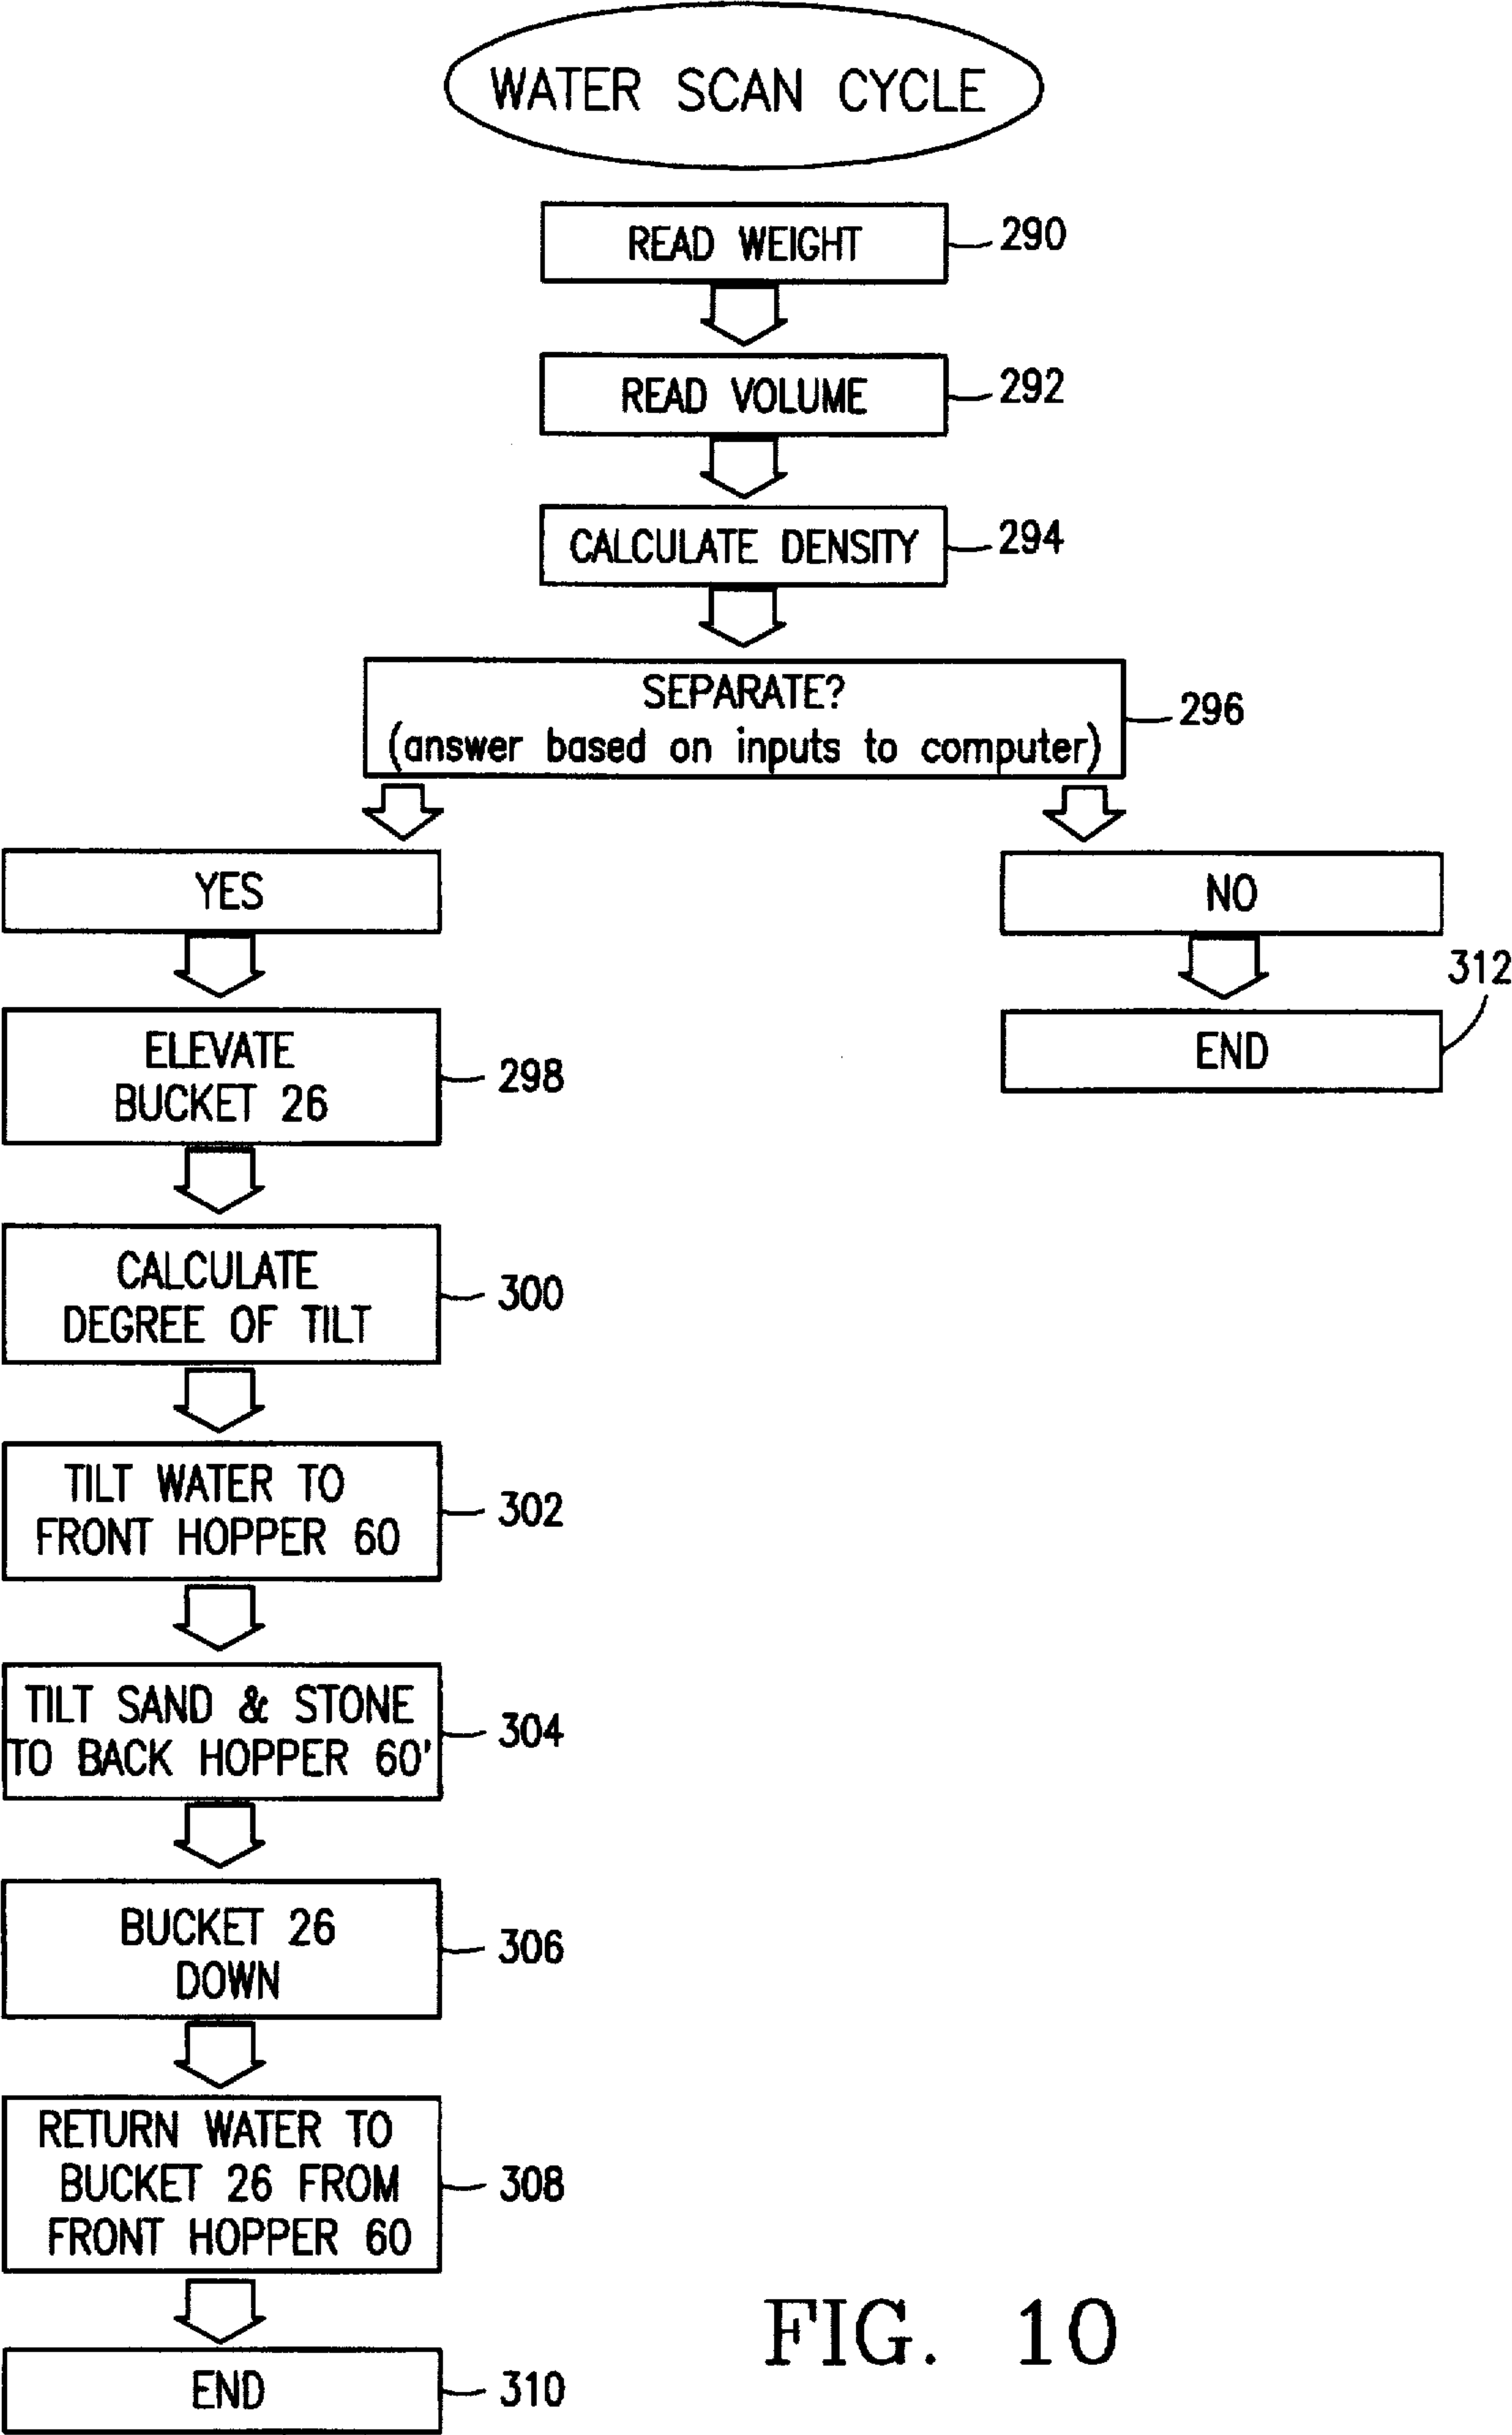 WATER SCAN CYCLE
READ WEIGHT
290
READ VOLUME
292
CALCULATE DENSITY
294
SEPARATE?
(answer based on inputs to computer)
296
YES
NO
312
END
ELEVATE
BUCKET 26
298
CALCULATE
DEGREE OF TILT
300
TILT WATER TO
FRONT HOPPER 60
302
TILT SAND & STONE
TO BACK HOPPER 60'
304
BUCKET 26
DOWN
306
RETURN WATER TO
BUCKET 26 FROM
FRONT HOPPER 60
308
END
310
FIG. 10